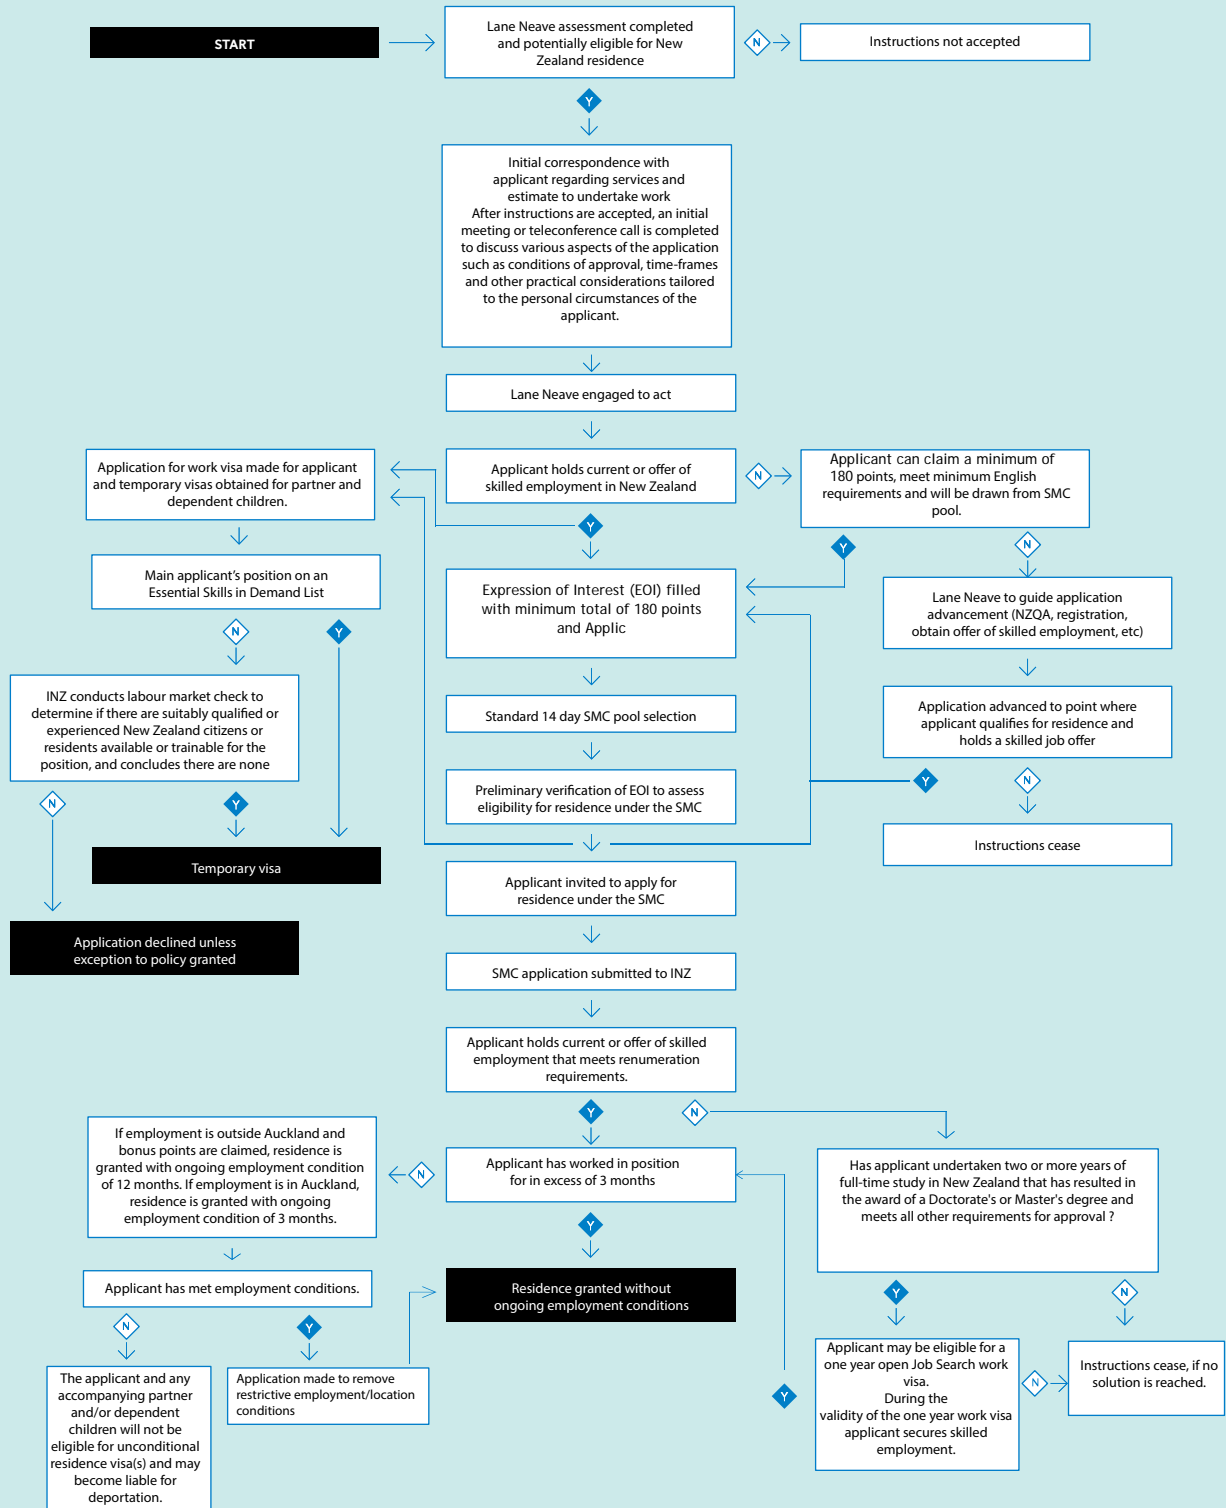 START
Lane Neave assessment completed
and potentially eligible for New
Zealand residence
N
Instructions not accepted
Y
Initial correspondence with
applicant regarding services and
estimate to undertake work
After instructions are accepted, an initial
meeting or teleconference call is completed
to discuss various aspects of the application
such as conditions of approval, time-frames
and other practical considerations tailored
to the personal circumstances of the
applicant.
Lane Neave engaged to act
Application for work visa made for applicant
and temporary visas obtained for partner and
dependent children.
Applicant holds current or offer of
skilled employment in New Zealand
N
Applicant can claim a minimum of
180 points, meet minimum English
requirements and will be drawn from SMC
pool.
Y
Y
N
Main applicant's position on an
Essential Skills in Demand List
Expression of Interest (EOI) filled
with minimum total of 180 points
and Applic
Lane Neave to guide application
advancement (NZQA, registration,
obtain offer of skilled employment, etc)
N
Y
INZ conducts labour market check to
determine if there are suitably qualified or
experienced New Zealand citizens or
residents available or trainable for the
position, and concludes there are none
Standard 14 day SMC pool selection
Application advanced to point where
applicant qualifies for residence and
holds a skilled job offer
Y
N
Preliminary verification of EOI to assess
eligibility for residence under the SMC
N
Y
Instructions cease
Temporary visa
Applicant invited to apply for
residence under the SMC
Application declined unless
exception to policy granted
SMC application submitted to INZ
Applicant holds current or offer of skilled
employment that meets renumeration
requirements.
Y
N
If employment is outside Auckland and
bonus points are claimed, residence is
granted with ongoing employment condition
of 12 months. If employment is in Auckland,
residence is granted with ongoing
employment condition of 3 months.
N
Applicant has worked in position
for in excess of 3 months
Has applicant undertaken two or more years of
full-time study in New Zealand that has resulted in
the award of a Doctorate's or Master's degree and
meets all other requirements for approval ?
Y
Applicant has met employment conditions.
Residence granted without
ongoing employment conditions
Y
N
N
Y
The applicant and any
accompanying partner
and/or dependent
children will not be
eligible for unconditional
residence visa(s) and may
become liable for
deportation.
Application made to remove
restrictive employment/location
conditions
Y
Applicant may be eligible for a
one year open Job Search work
visa.
During the
validity of the one year work visa
applicant secures skilled
employment.
N
Instructions cease, if no
solution is reached.